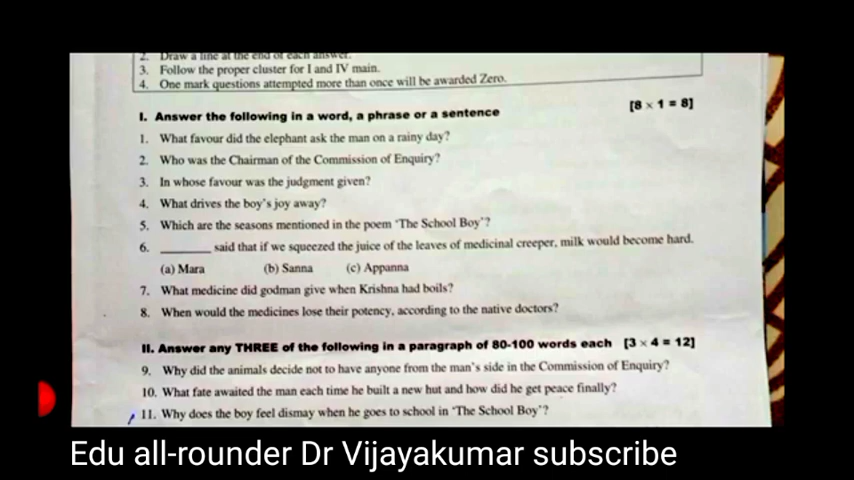 2. Draw a line at the end of each answer.
3. Follow the proper cluster for I and IV main.
4. One mark questions attempted more than once will be awarded Zero.
I. Answer the following in a word, a phrase or a sentence [8 × 1 = 8]
1. What favour did the elephant ask the man on a rainy day?
2. Who was the Chairman of the Commission of Enquiry?
3. In whose favour was the judgment given?
4. What drives the boy's joy away?
5. Which are the seasons mentioned in the poem 'The School Boy'?
6. ________ said that if we squeezed the juice of the leaves of medicinal creeper, milk would become hard.
(a) Mara (b) Sanna (c) Appanna
7. What medicine did godman give when Krishna had boils?
8. When would the medicines lose their potency, according to the native doctors?
II. Answer any THREE of the following in a paragraph of 80-100 words each [3 × 4 = 12]
9. Why did the animals decide not to have anyone from the man's side in the Commission of Enquiry?
10. What fate awaited the man each time he built a new hut and how did he get peace finally?
11. Why does the boy feel dismay when he goes to school in 'The School Boy'?
Edu all-rounder Dr Vijayakumar subscribe